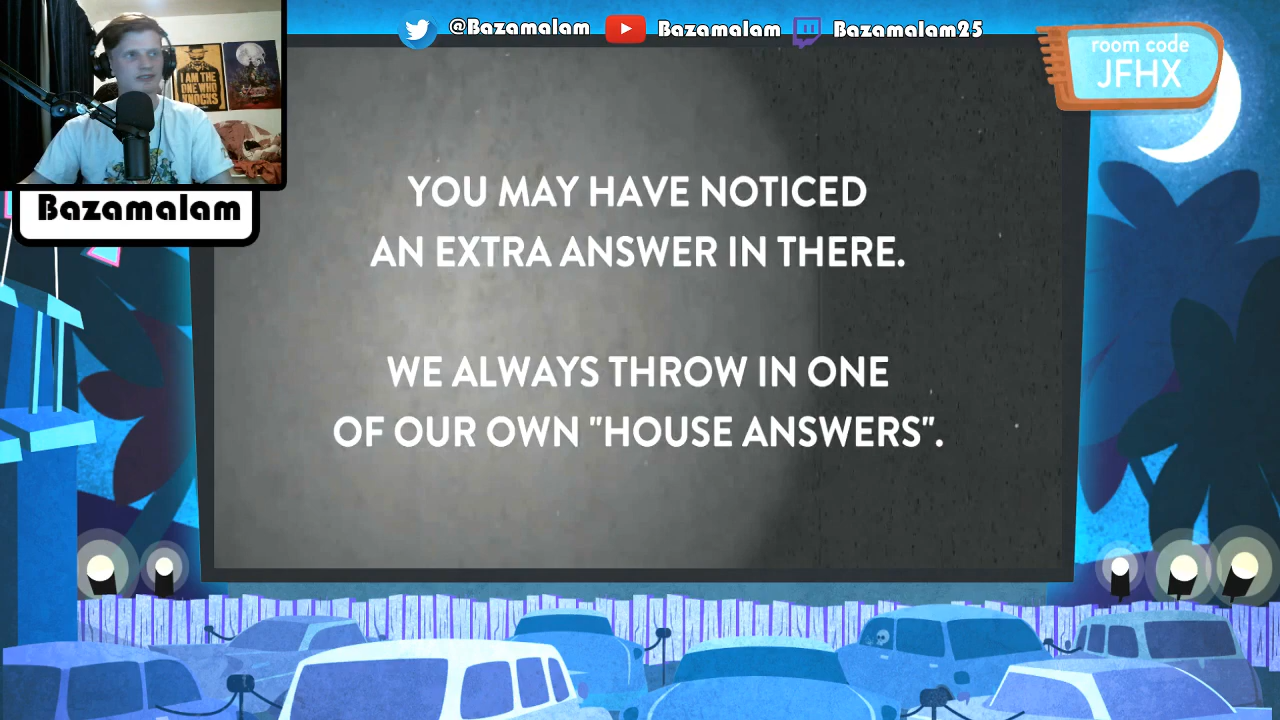 @Bazamalam
Bazamalam
Bazamalam25
room code
JFHX
I AM THE
ONE WHO
KNOCKS
Bazamalam
YOU MAY HAVE NOTICED
AN EXTRA ANSWER IN THERE.
WE ALWAYS THROW IN ONE
OF OUR OWN "HOUSE ANSWERS".